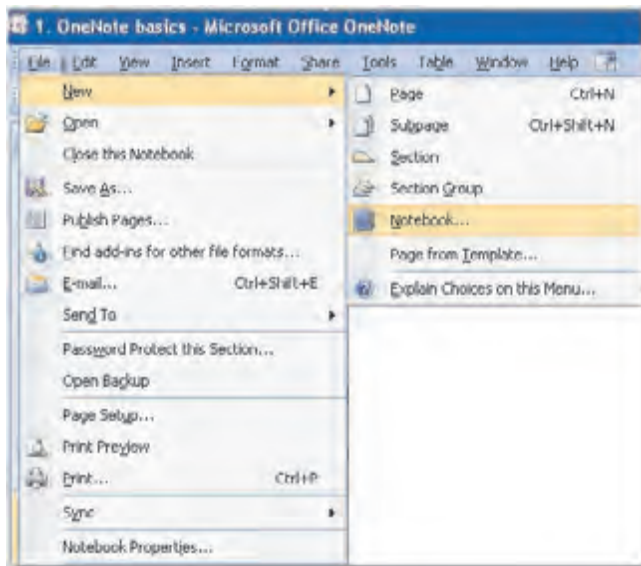 1. OneNote basics - Microsoft Office OneNote
File Edit View Insert Format Share Tools Table Window Help
New
Open
Close this Notebook
Save As...
Publish Pages...
Find add-ins for other file formats...
E-mail... Ctrl+Shift+E
Send To
Password Protect this Section...
Open Backup
Page Setup...
Print Preview
Print... Ctrl+P
Sync
Notebook Properties...
Page Ctrl+N
Subpage Ctrl+Shift+N
Section
Section Group
Notebook...
Page from Template...
Explain Choices on this Menu...